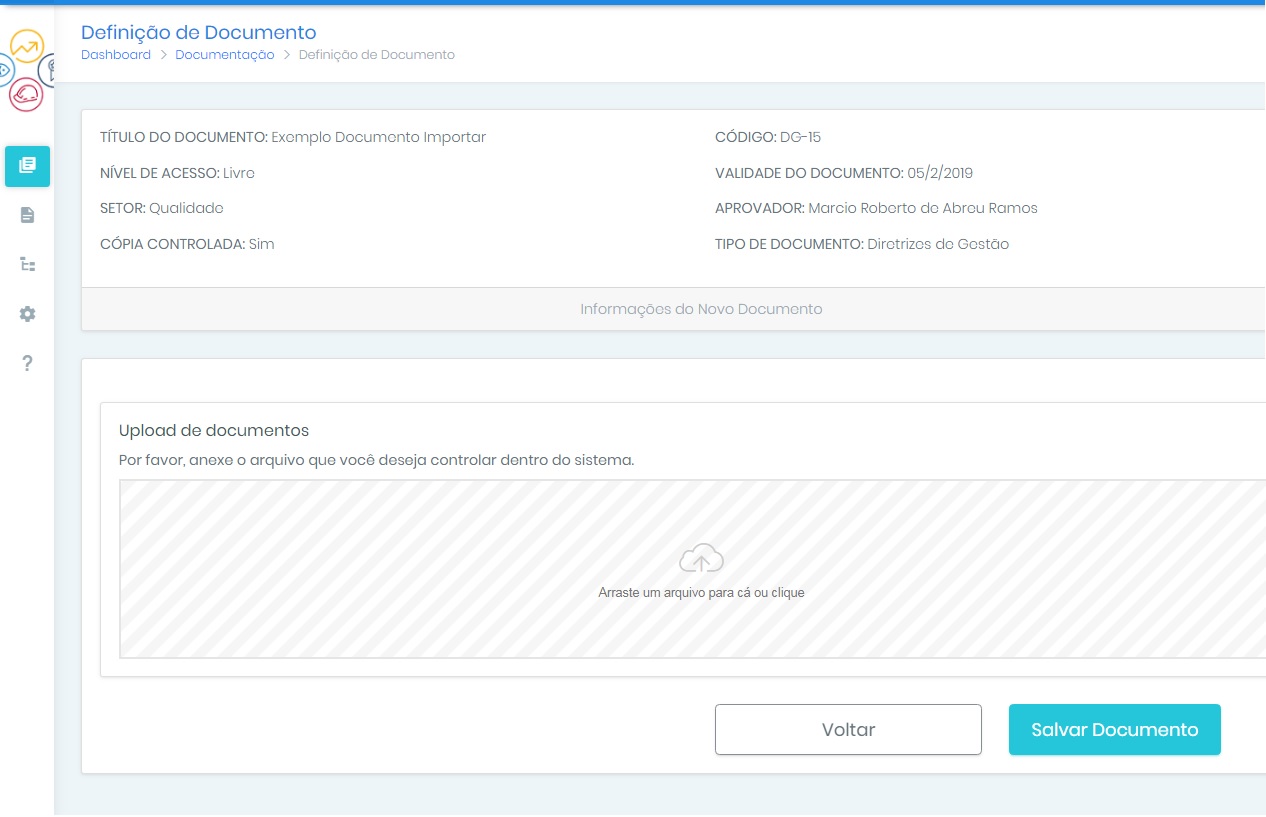 Definição de Documento
Dashboard > Documentação > Definição de Documento
TÍTULO DO DOCUMENTO: Exemplo Documento Importar
CÓDIGO: DG-15
NÍVEL DE ACESSO: Livre
VALIDADE DO DOCUMENTO: 05/2/2019
SETOR: Qualidade
APROVADOR: Marcio Roberto de Abreu Ramos
CÓPIA CONTROLADA: Sim
TIPO DE DOCUMENTO: Diretrizes de Gestão
Informações do Novo Documento
Upload de documentos
Por favor, anexe o arquivo que você deseja controlar dentro do sistema.
Arraste um arquivo para cá ou clique
Voltar
Salvar Documento